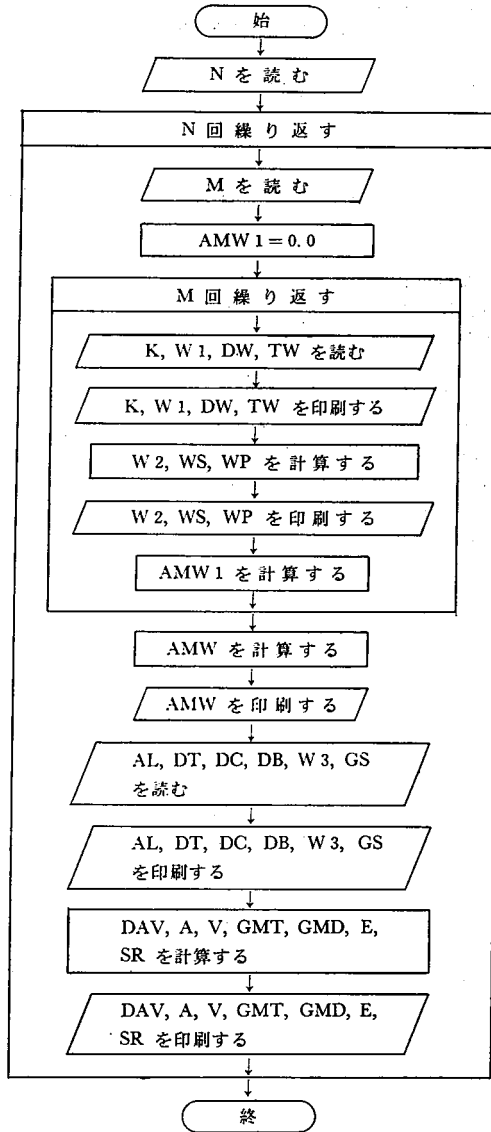 始
N を 読 む
N 回 繰 り 返 す
M を 読 む
AMW 1 = 0.0
M 回 繰 り 返 す
K, W 1, DW, TW を読む
K, W 1, DW, TW を印刷する
W 2, WS, WP を 計 算 す る
W 2, WS, WP を 印 刷 す る
AMW 1 を 計 算 す る
AMW を 計 算 す る
AMW を 印 刷 す る
AL, DT, DC, DB, W 3, GS
を読む
AL, DT, DC, DB, W 3, GS
を印刷する
DAV, A, V, GMT, GMD, E,
SR を計算する
DAV, A, V, GMT, GMD, E,
SR を印刷する
終